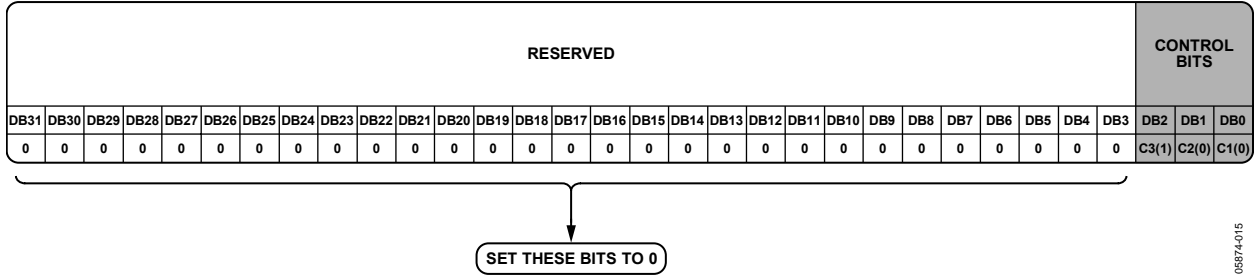 RESERVED
CONTROL
BITS
DB31 DB30 DB29 DB28 DB27 DB26 DB25 DB24 DB23 DB22 DB21 DB20 DB19 DB18 DB17 DB16 DB15 DB14 DB13 DB12 DB11 DB10 DB9 DB8 DB7 DB6 DB5 DB4 DB3 DB2 DB1 DB0
0 0 0 0 0 0 0 0 0 0 0 0 0 0 0 0 0 0 0 0 0 0 0 0 0 0 0 0 0 C3(1) C2(0) C1(0)
SET THESE BITS TO 0
05874-015